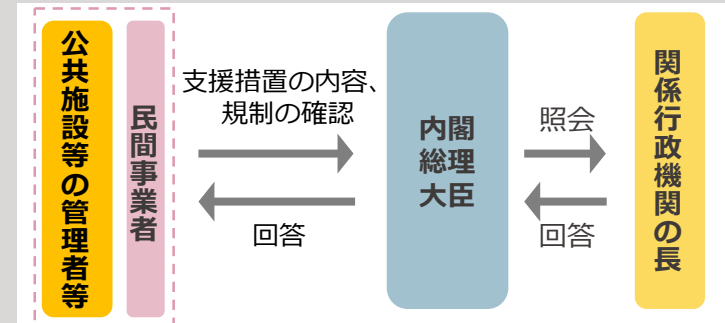 公共施設等の管理者等
民間事業者
支援措置の内容、
規制の確認
回答
内閣
総理
大臣
照会
回答
関係行政機関の長